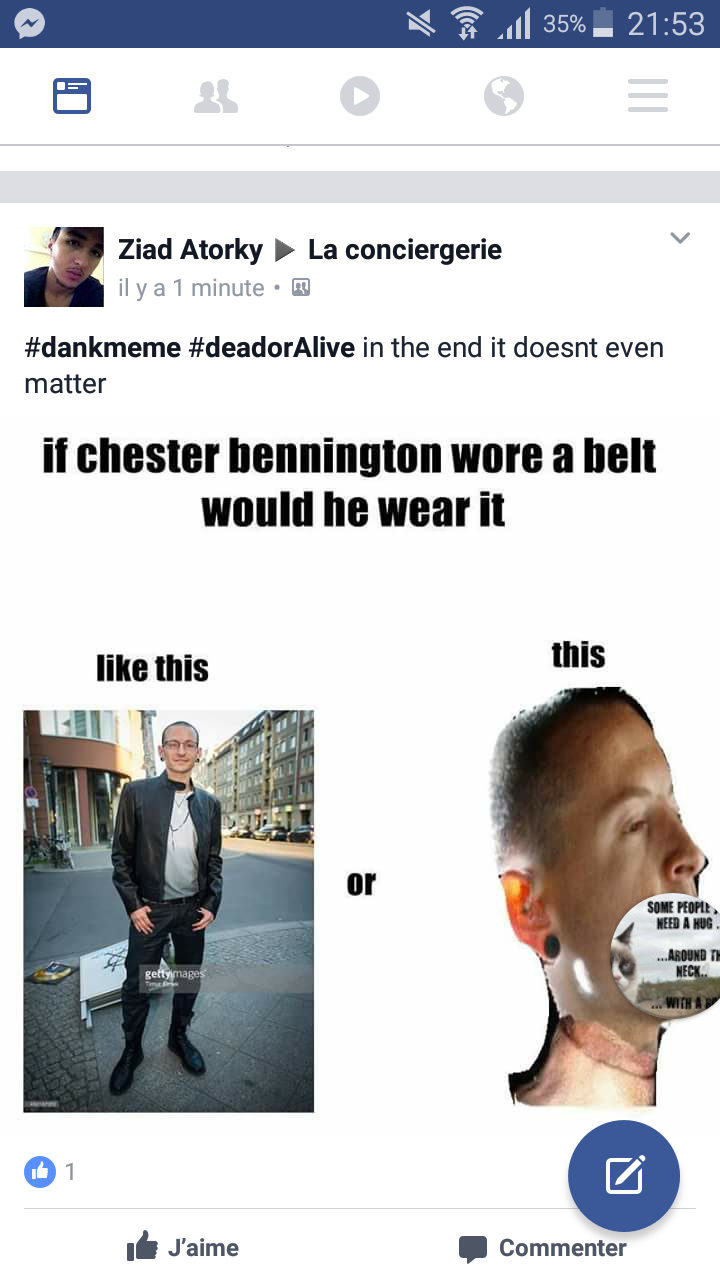 35% 21:53
Ziad Atorky ▶ La conciergerie
il y a 1 minute •
#dankmeme #deadorAlive in the end it doesnt even
matter
if chester bennington wore a belt
would he wear it
like this
this
or
gettyimages
SOME PEOPLE
NEED A HUG
...AROUND
NECK..
... WITH A
1
J'aime
Commenter